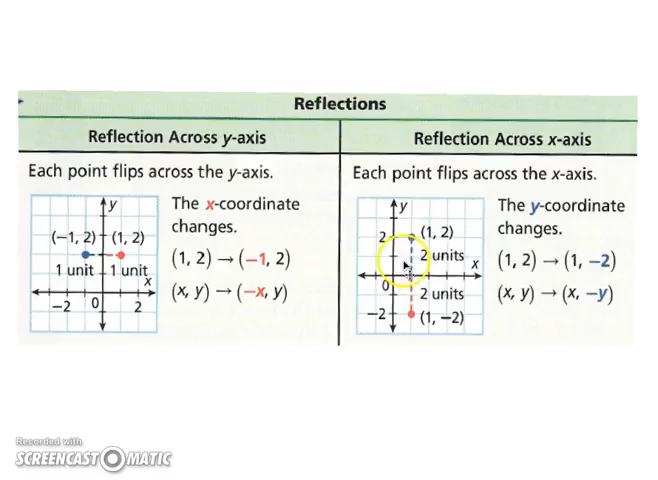 Reflections
Reflection Across y-axis
Each point flips across the y-axis.
y
(−1, 2)
(1, 2)
1 unit
1 unit
x
−2
0
2
The x-coordinate
changes.
(1, 2) → (−1, 2)
(x, y) → (−x, y)
Reflection Across x-axis
Each point flips across the x-axis.
y
2
(1, 2)
2 units
x
0
2 units
−2
(1, −2)
The y-coordinate
changes.
(1, 2) → (1, −2)
(x, y) → (x, −y)
Recorded with
SCREENCAST-O-MATIC